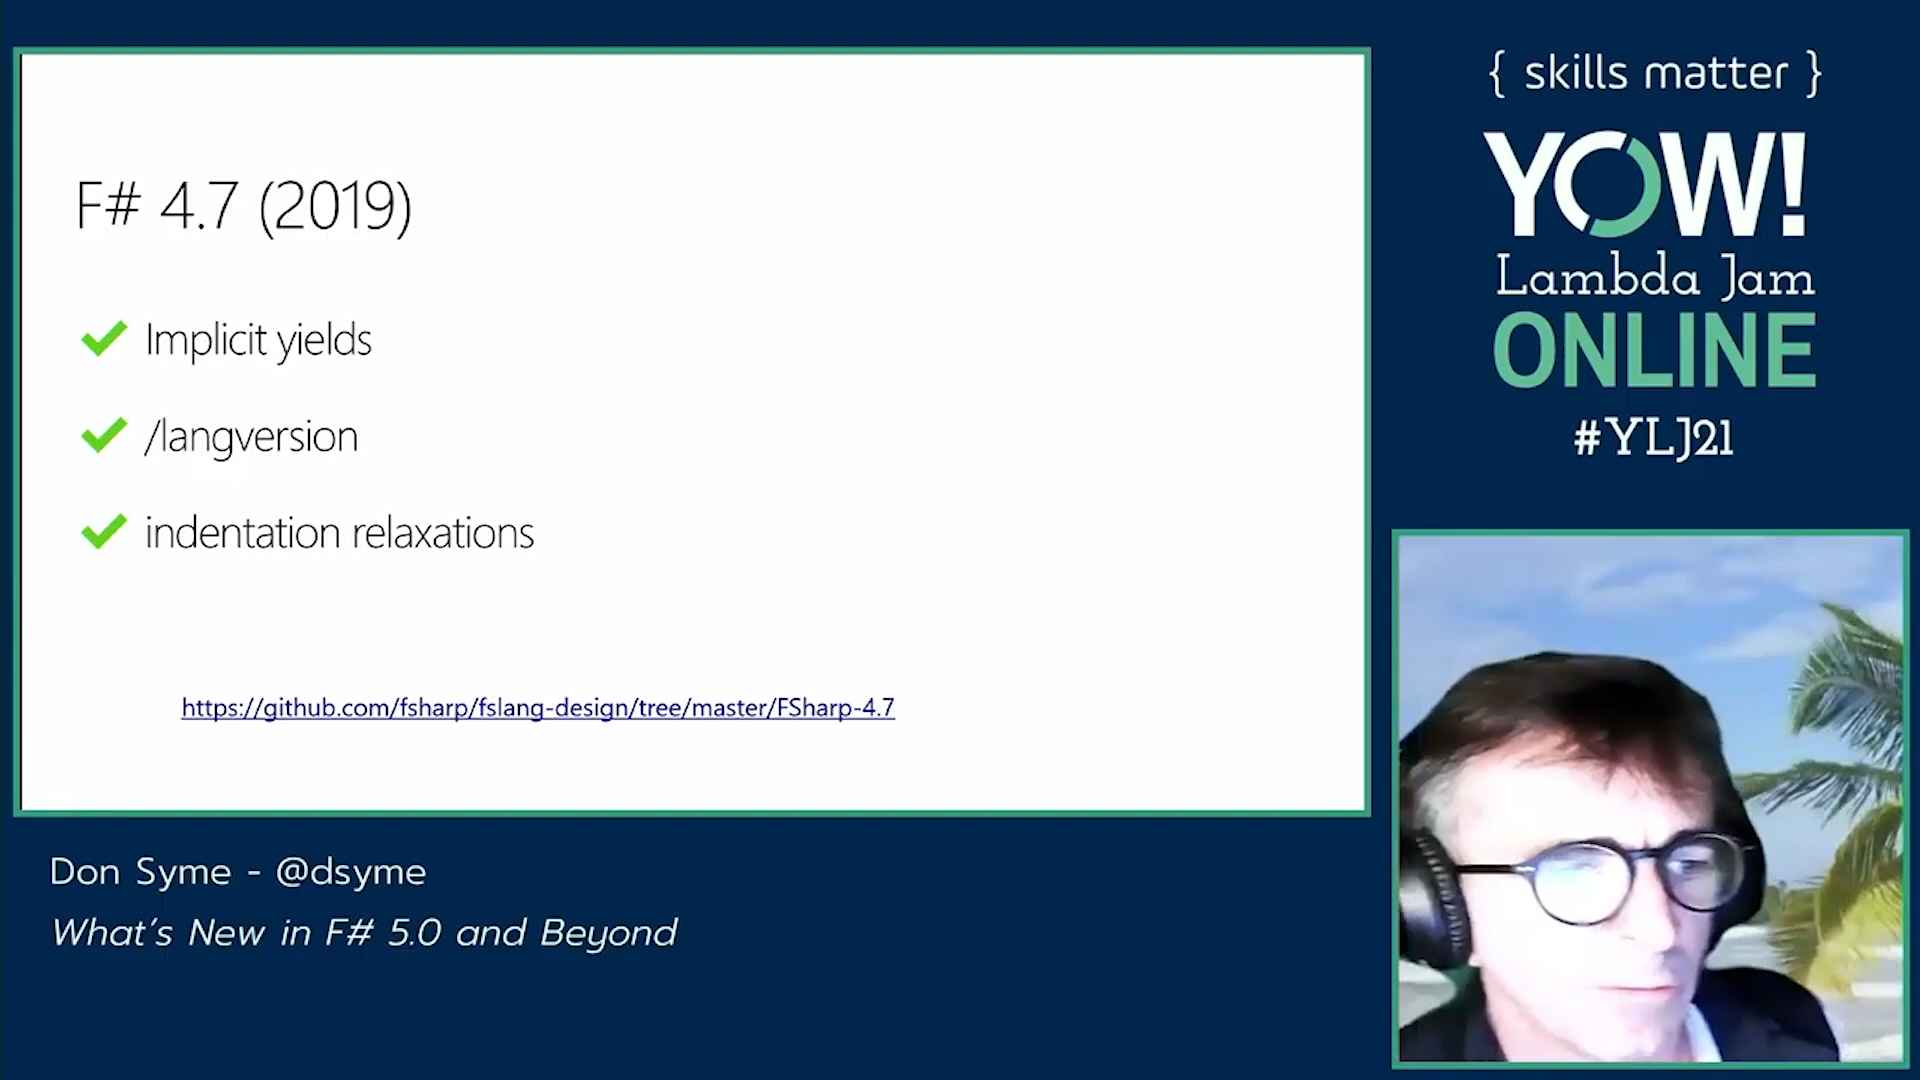 F# 4.7 (2019)
Implicit yields
/langversion
indentation relaxations
https://github.com/fsharp/fslang-design/tree/master/FSharp-4.7
{ skills matter }
YOW!
Lambda Jam
ONLINE
#YLJ21
Don Syme - @dsyme
What's New in F# 5.0 and Beyond